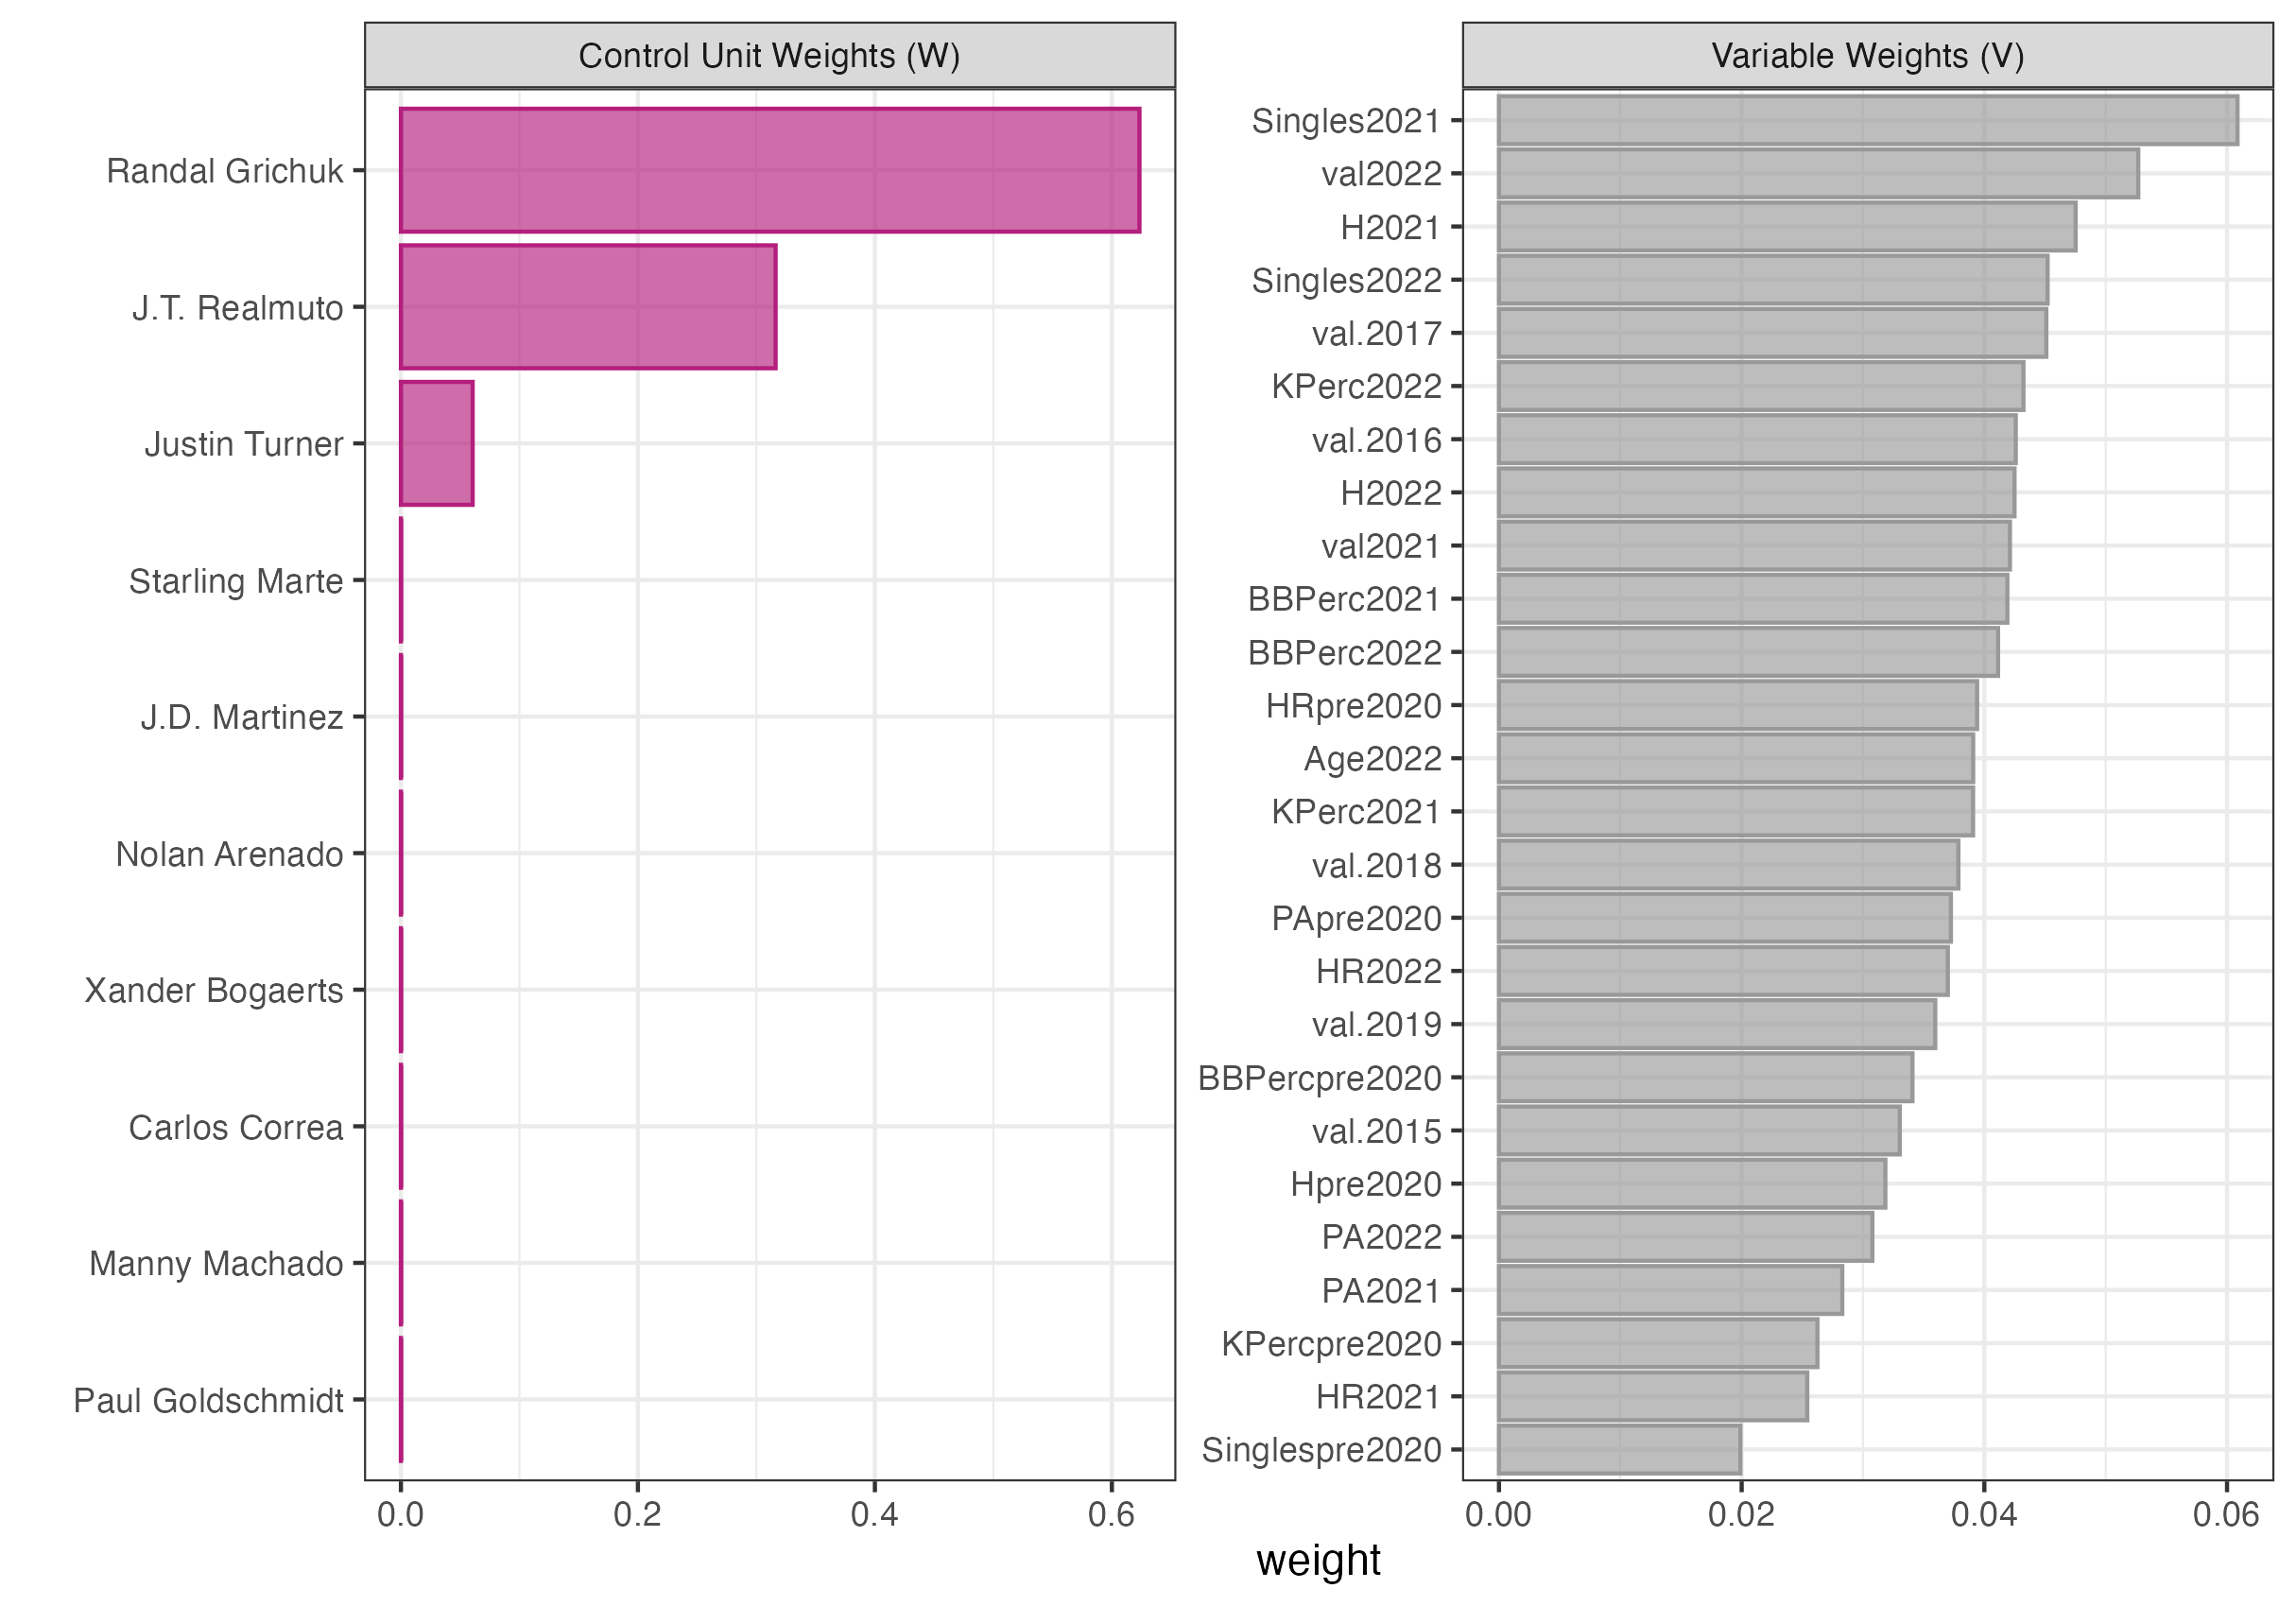 Control Unit Weights (W)
Randal Grichuk
J.T. Realmuto
Justin Turner
Starling Marte
J.D. Martinez
Nolan Arenado
Xander Bogaerts
Carlos Correa
Manny Machado
Paul Goldschmidt
0.0 0.2 0.4 0.6
Variable Weights (V)
Singles2021
val2022
H2021
Singles2022
val.2017
KPerc2022
val.2016
H2022
val2021
BBPerc2021
BBPerc2022
HRpre2020
Age2022
KPerc2021
val.2018
PApre2020
HR2022
val.2019
BBPercpre2020
val.2015
Hpre2020
PA2022
PA2021
KPercpre2020
HR2021
Singlespre2020
0.00 0.02 0.04 0.06
weight